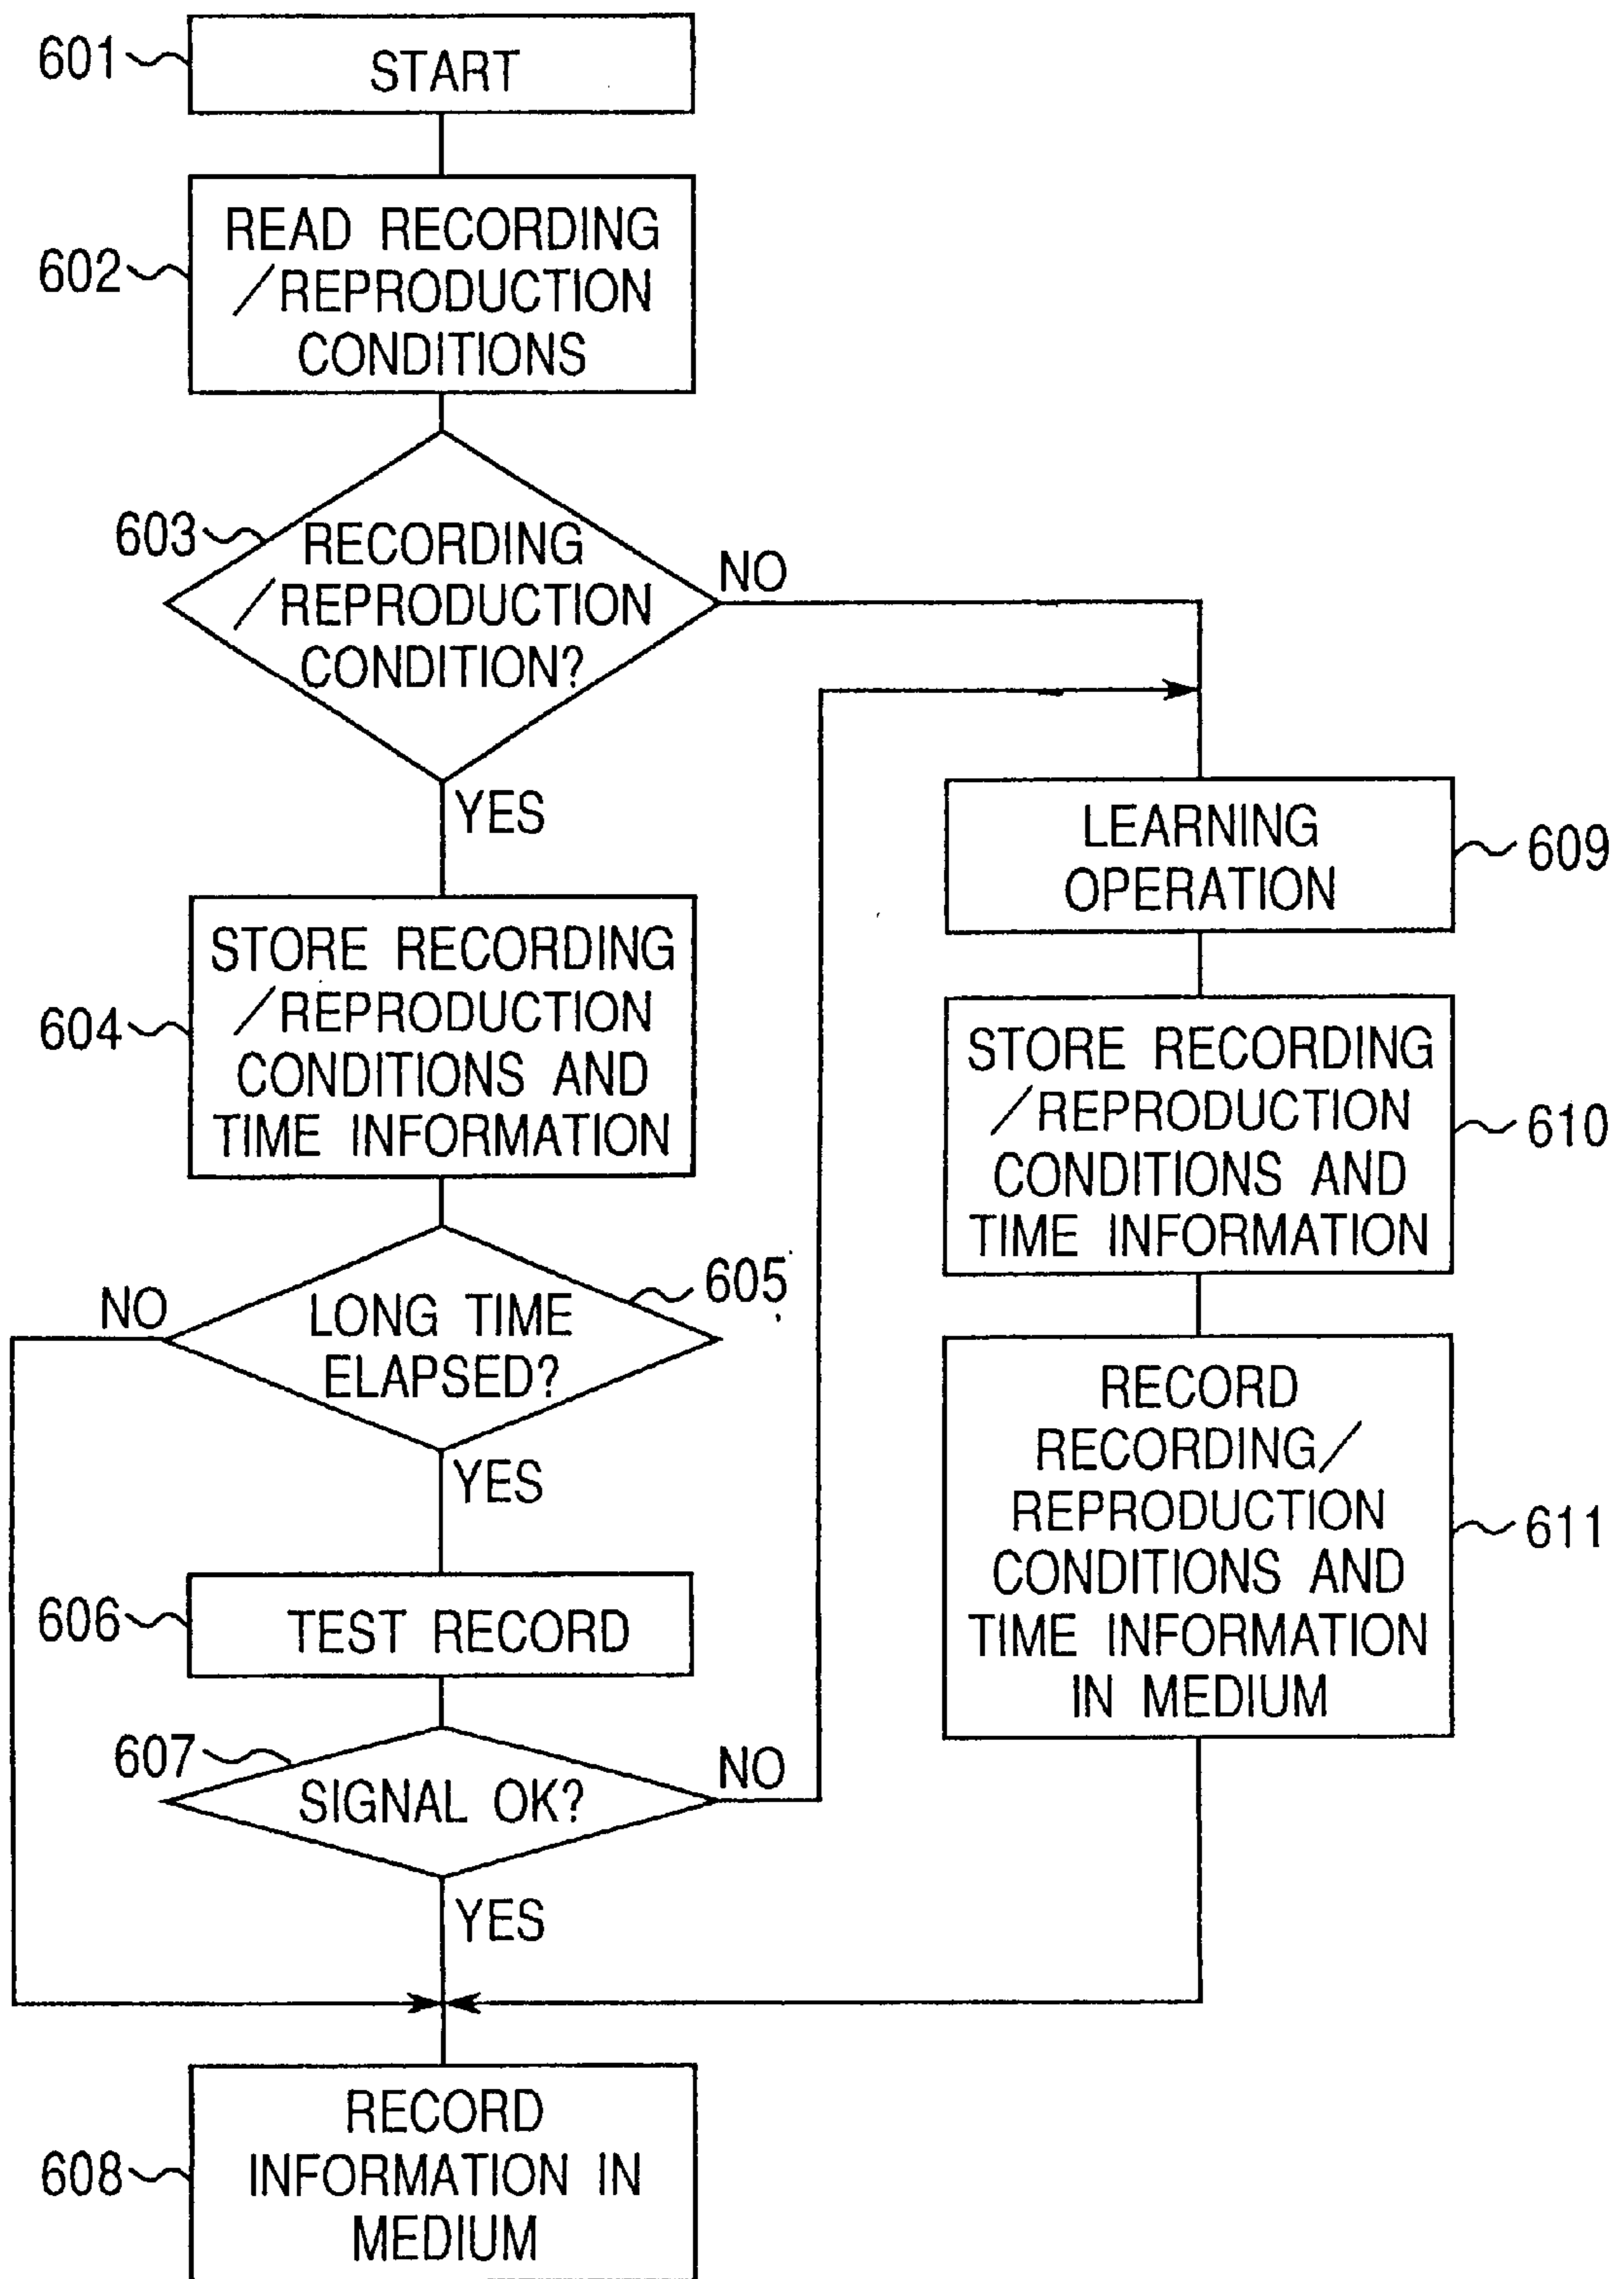 601
START
602
READ RECORDING
/REPRODUCTION
CONDITIONS
603
RECORDING
/REPRODUCTION
CONDITION?
NO
YES
604
STORE RECORDING
/REPRODUCTION
CONDITIONS AND
TIME INFORMATION
605
LONG TIME
ELAPSED?
NO
YES
606
TEST RECORD
607
SIGNAL OK?
NO
YES
608
RECORD
INFORMATION IN
MEDIUM
LEARNING
OPERATION
609
STORE RECORDING
/REPRODUCTION
CONDITIONS AND
TIME INFORMATION
610
RECORD
RECORDING/
REPRODUCTION
CONDITIONS AND
TIME INFORMATION
IN MEDIUM
611